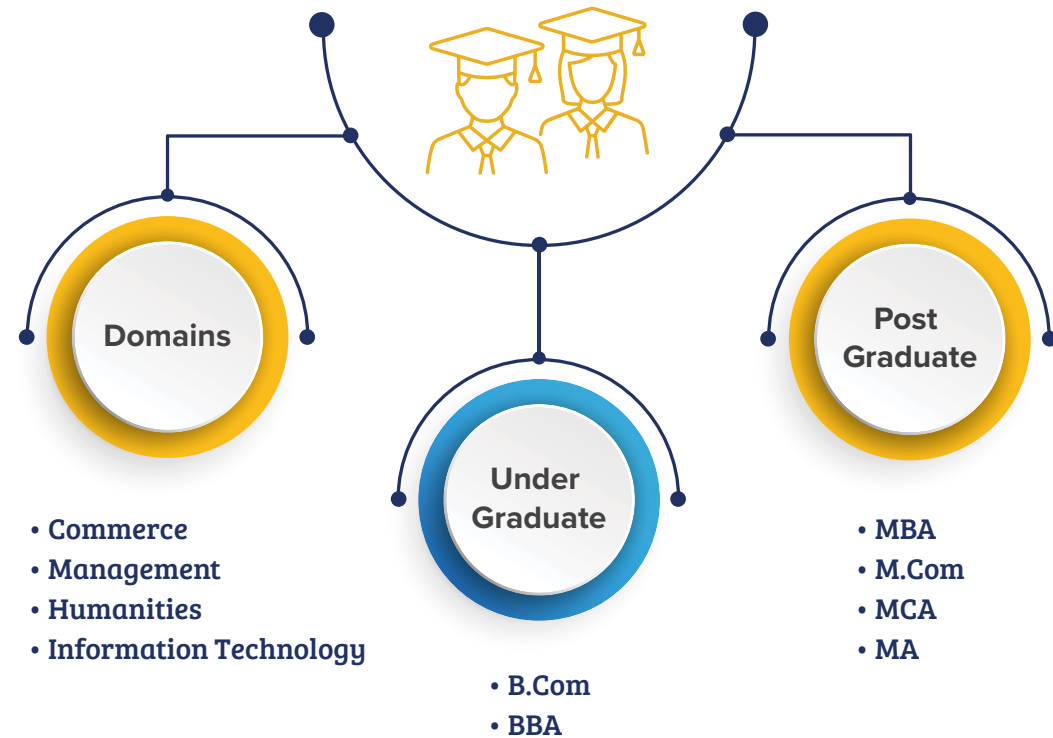 Domains
• Commerce
• Management
• Humanities
• Information Technology
Under
Graduate
• B.Com
• BBA
Post
Graduate
• MBA
• M.Com
• MCA
• MA